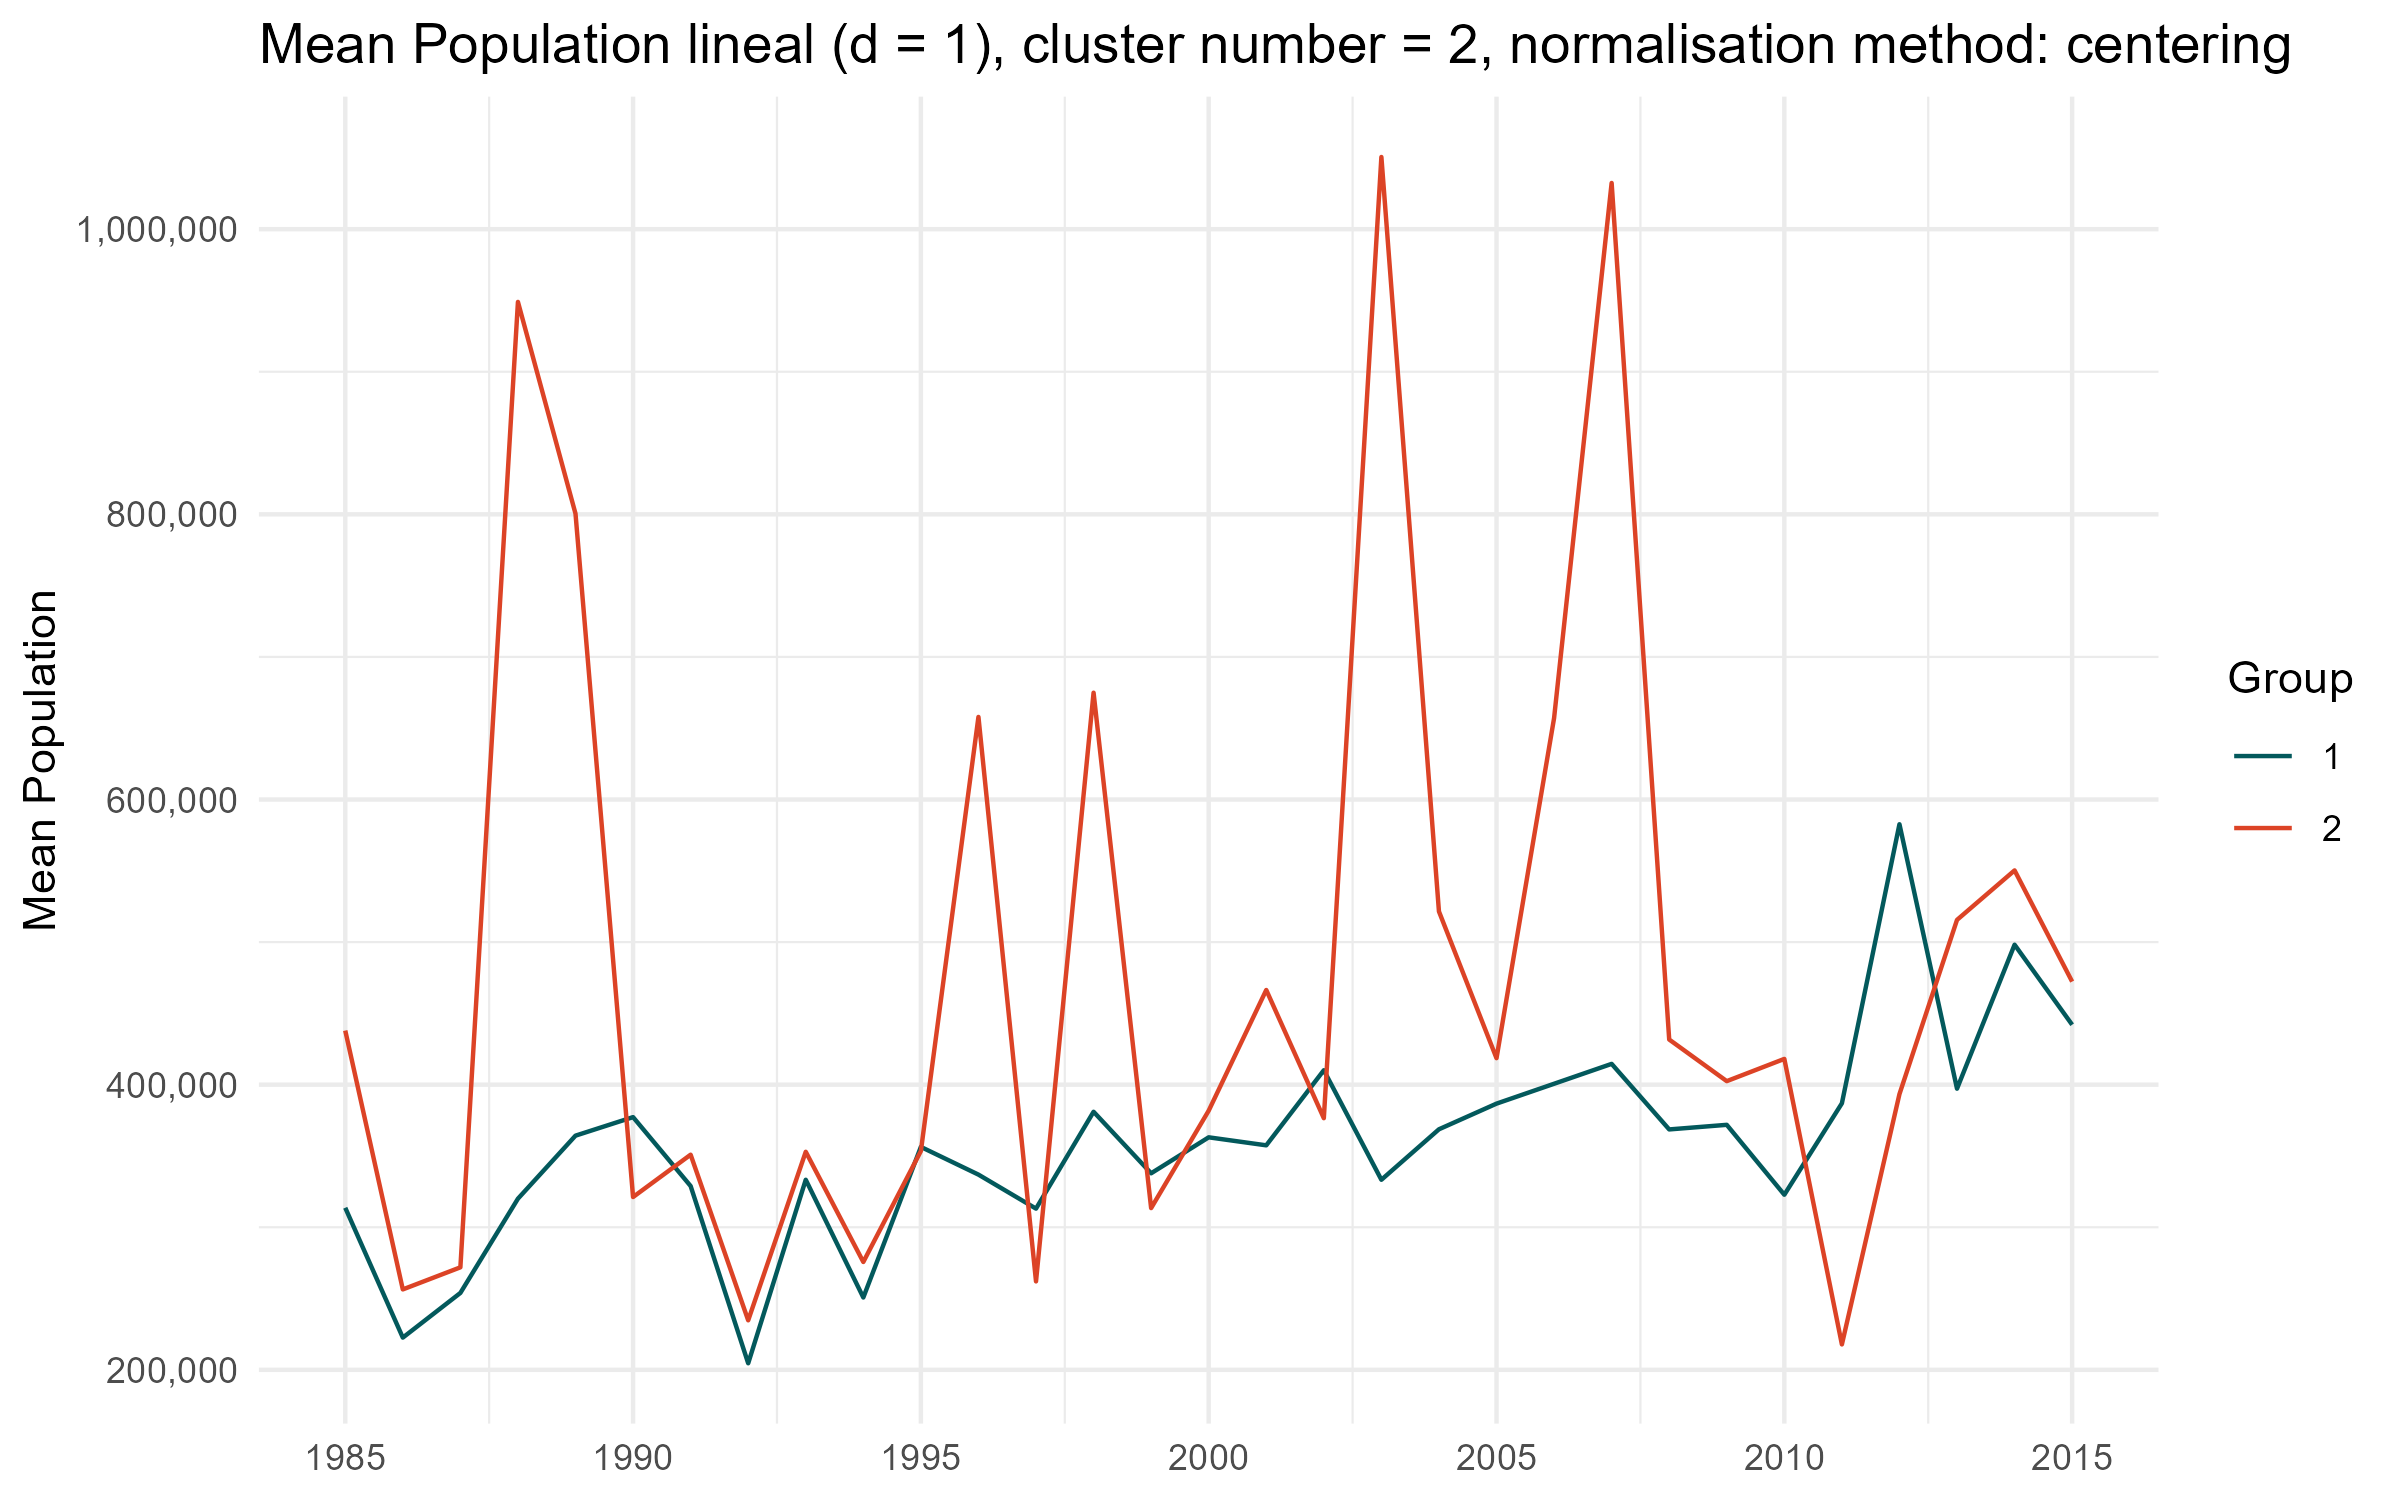 Mean Population lineal (d = 1), cluster number = 2, normalisation method: centering
Mean Population
1,000,000
800,000
600,000
400,000
200,000
1985 1990 1995 2000 2005 2010 2015
Group
1
2